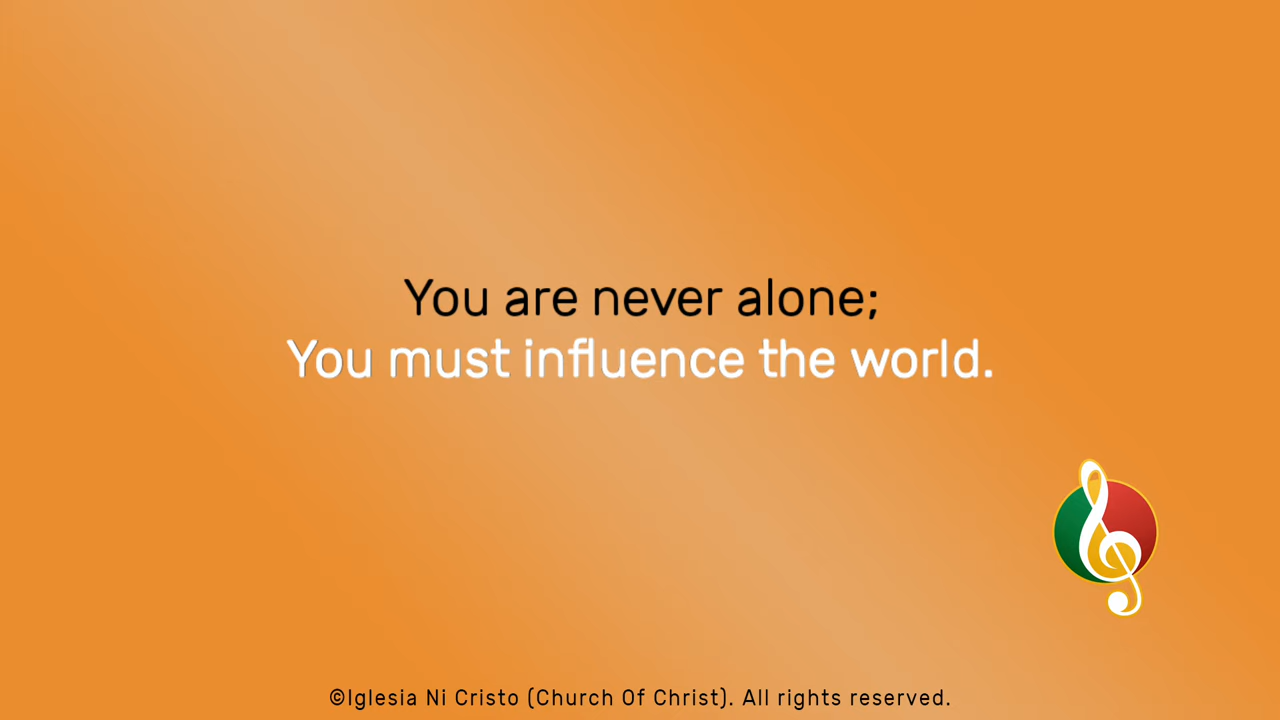 You are never alone;
You must influence the world.
©Iglesia Ni Cristo (Church Of Christ). All rights reserved.